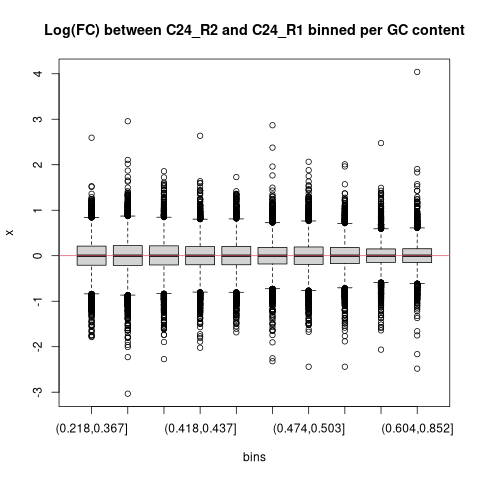 Log(FC) between C24_R2 and C24_R1 binned per GC content
4
3
2
1
0
-1
-2
-3
x
(0.218,0.367] (0.418,0.437] (0.474,0.503] (0.604,0.852]
bins